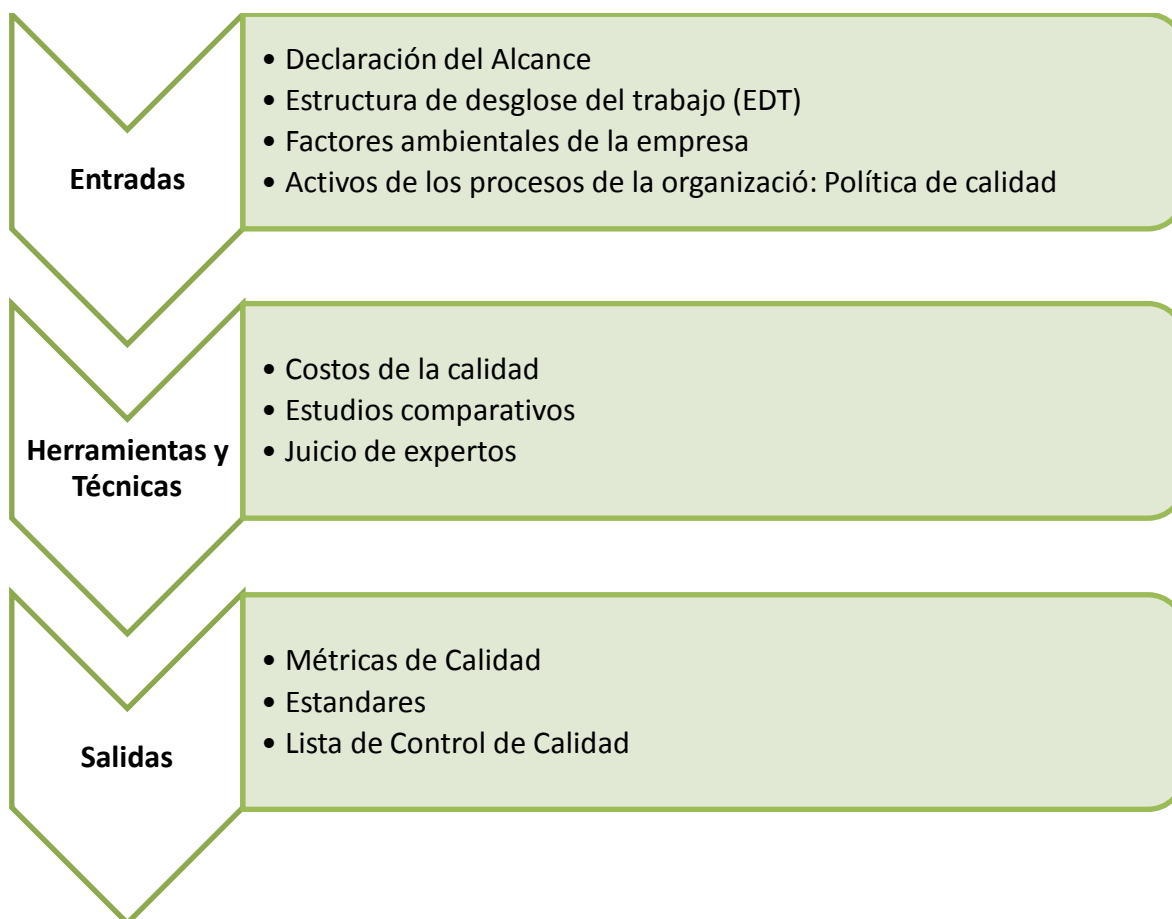 Entradas
• Declaración del Alcance
• Estructura de desglose del trabajo (EDT)
• Factores ambientales de la empresa
• Activos de los procesos de la organizació: Política de calidad
Herramientas y
Técnicas
• Costos de la calidad
• Estudios comparativos
• Juicio de expertos
Salidas
• Métricas de Calidad
• Estandares
• Lista de Control de Calidad